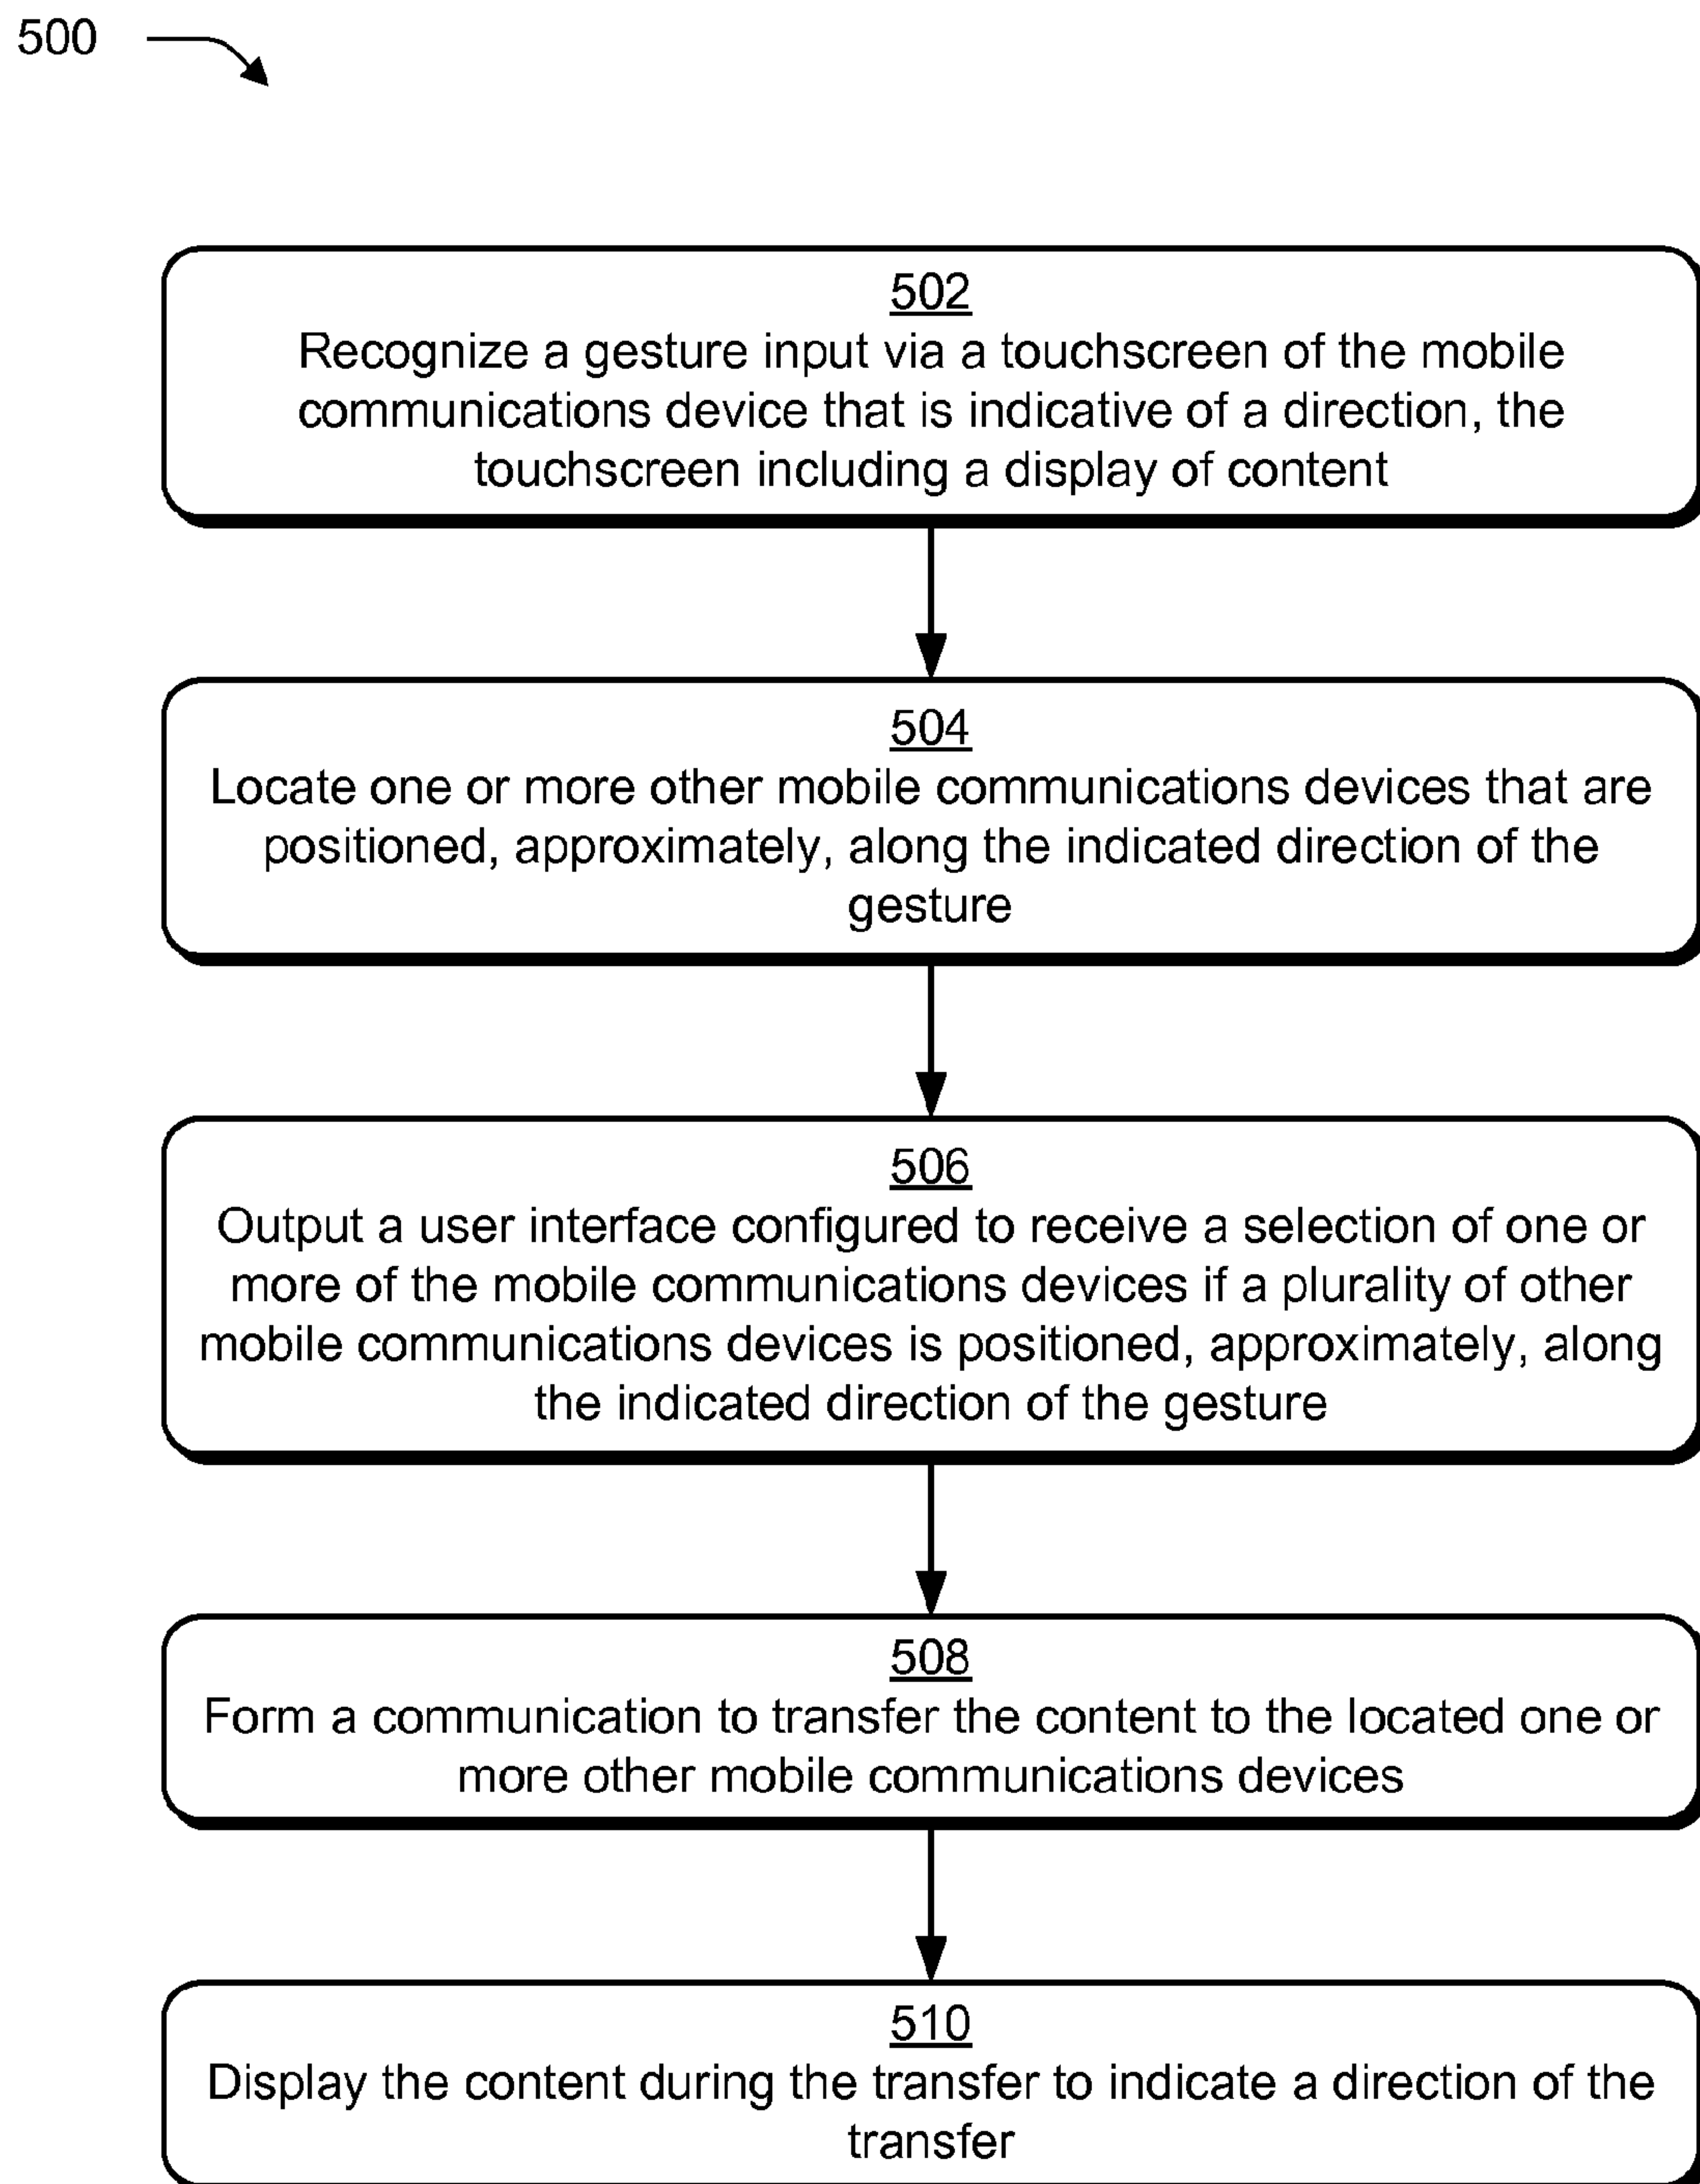 500
502
Recognize a gesture input via a touchscreen of the mobile
communications device that is indicative of a direction, the
touchscreen including a display of content
504
Locate one or more other mobile communications devices that are
positioned, approximately, along the indicated direction of the
gesture
506
Output a user interface configured to receive a selection of one or
more of the mobile communications devices if a plurality of other
mobile communications devices is positioned, approximately, along
the indicated direction of the gesture
508
Form a communication to transfer the content to the located one or
more other mobile communications devices
510
Display the content during the transfer to indicate a direction of the
transfer